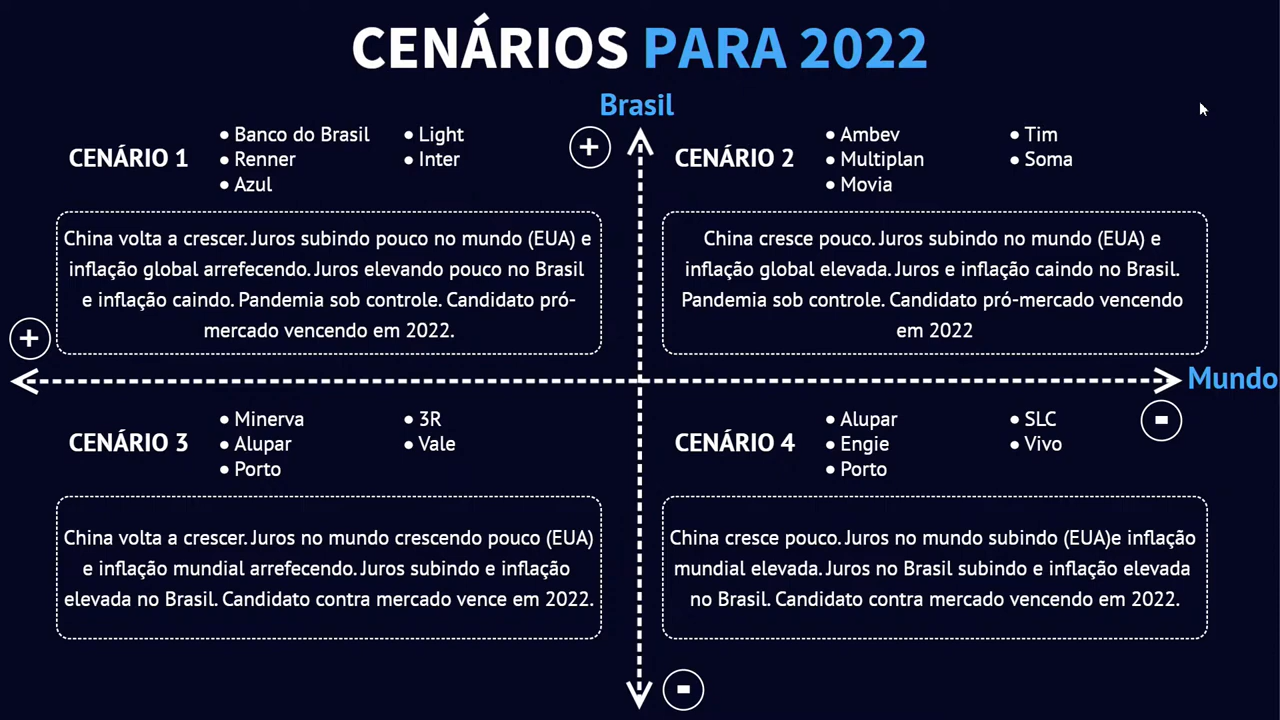 CENÁRIOS PARA 2022
Brasil
CENÁRIO 1
• Banco do Brasil
• Renner
• Azul
• Light
• Inter
+
China volta a crescer. Juros subindo pouco no mundo (EUA) e
inflação global arrefecendo. Juros elevando pouco no Brasil
e inflação caindo. Pandemia sob controle. Candidato pró-
mercado vencendo em 2022.
CENÁRIO 2
• Ambev
• Multiplan
• Movia
• Tim
• Soma
China cresce pouco. Juros subindo no mundo (EUA) e
inflação global elevada. Juros e inflação caindo no Brasil.
Pandemia sob controle. Candidato pró-mercado vencendo
em 2022
+
Mundo
-
CENÁRIO 3
• Minerva
• Alupar
• Porto
• 3R
• Vale
China volta a crescer. Juros no mundo crescendo pouco (EUA)
e inflação mundial arrefecendo. Juros subindo e inflação
elevada no Brasil. Candidato contra mercado vence em 2022.
CENÁRIO 4
• Alupar
• Engie
• Porto
• SLC
• Vivo
China cresce pouco. Juros no mundo subindo (EUA)e inflação
mundial elevada. Juros no Brasil subindo e inflação elevada
no Brasil. Candidato contra mercado vencendo em 2022.
-